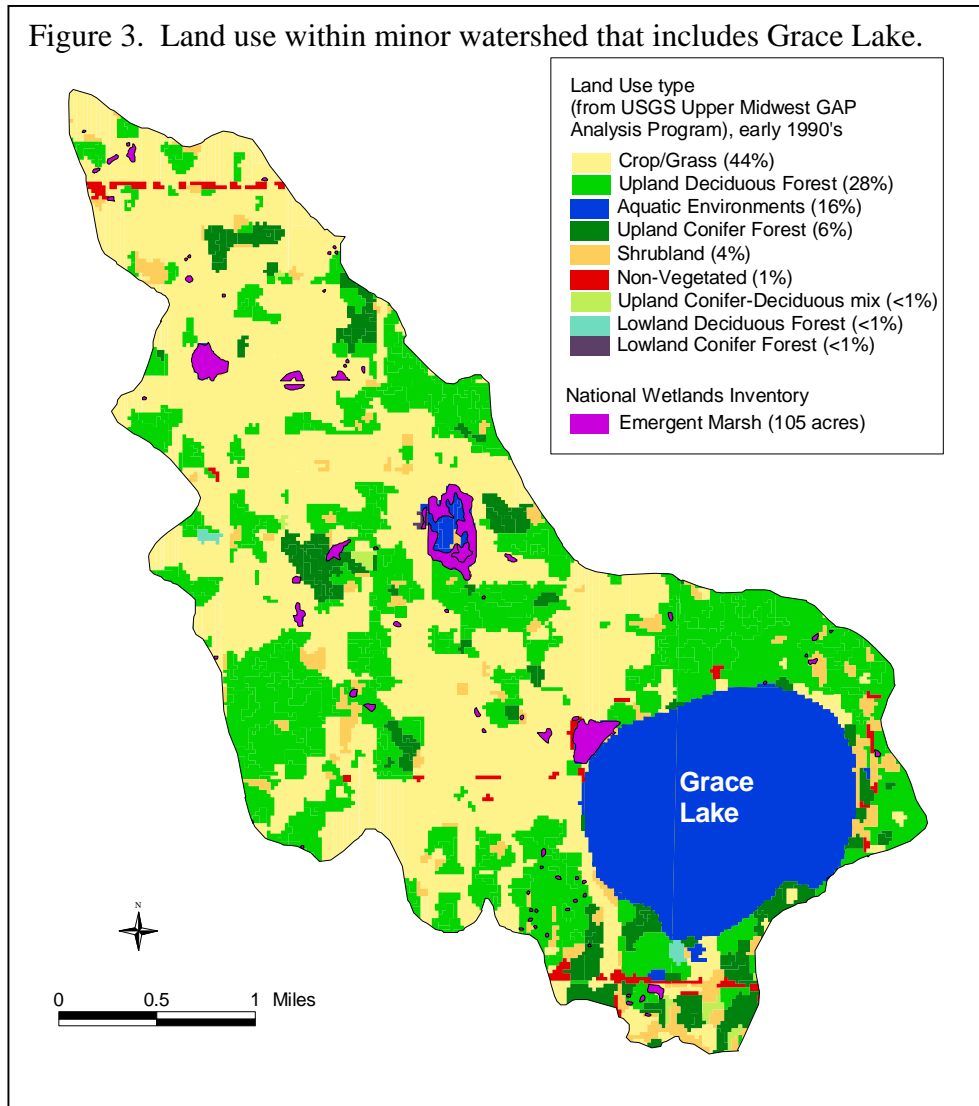 Figure 3.  Land use within minor watershed that includes Grace Lake.
Land Use type
(from USGS Upper Midwest GAP
Analysis Program), early 1990's
Crop/Grass (44%)
Upland Deciduous Forest (28%)
Aquatic Environments (16%)
Upland Conifer Forest (6%)
Shrubland (4%)
Non-Vegetated (1%)
Upland Conifer-Deciduous mix (<1%)
Lowland Deciduous Forest (<1%)
Lowland Conifer Forest (<1%)
National Wetlands Inventory
Emergent Marsh (105 acres)
Grace
Lake
N
0 0.5 1 Miles